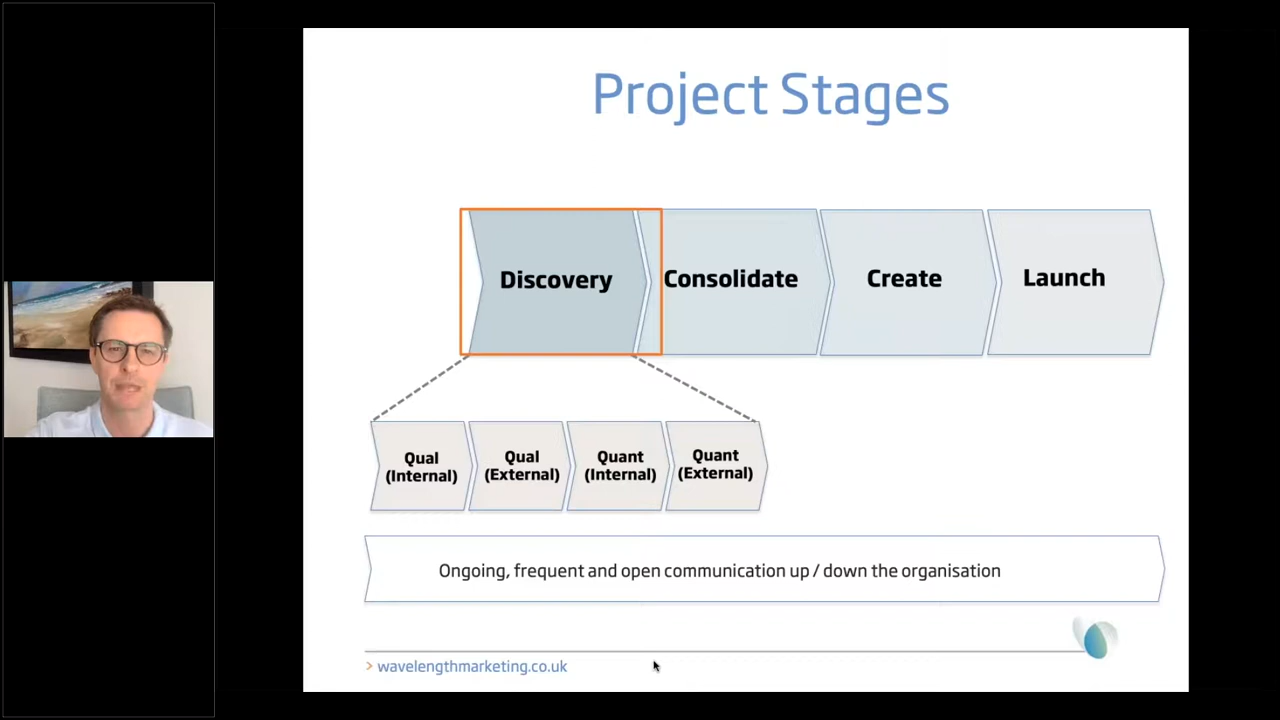 Project Stages
Discovery
Consolidate
Create
Launch
Qual
(Internal)
Qual
(External)
Quant
(Internal)
Quant
(External)
Ongoing, frequent and open communication up / down the organisation
> wavelengthmarketing.co.uk